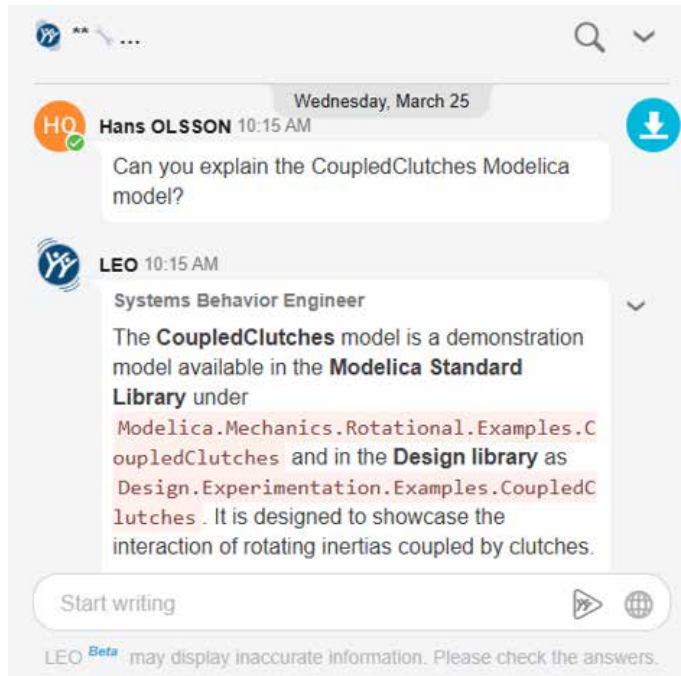 ** ...
Wednesday, March 25
HO
Hans OLSSON 10:15 AM
Can you explain the CoupledClutches Modelica
model?
LEO 10:15 AM
Systems Behavior Engineer
The CoupledClutches model is a demonstration
model available in the Modelica Standard
Library under
Modelica.Mechanics.Rotational.Examples.C
oupledClutches and in the Design library as
Design.Experimentation.Examples.CoupledC
lutches . It is designed to showcase the
interaction of rotating inertias coupled by clutches.
Start writing
LEO Beta may display inaccurate information. Please check the answers.